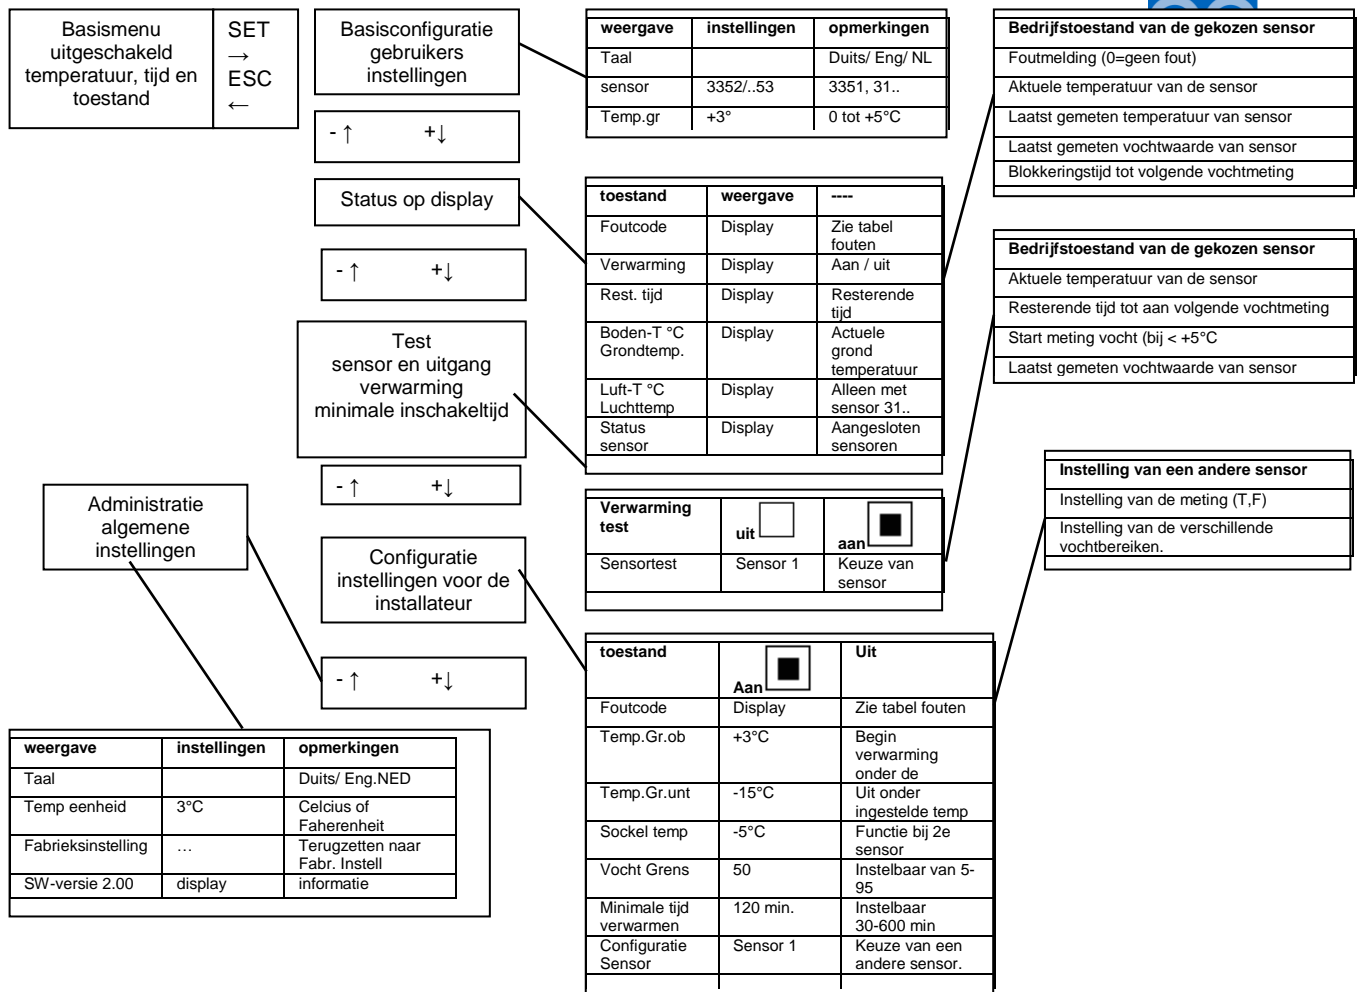 Basismenu
uitgeschakeld
temperatuur, tijd en
toestand
SET
→
ESC
←
Basisconfiguratie
gebruikers
instellingen
- ↑ +↓
Status op display
- ↑ +↓
Test
sensor en uitgang
verwarming
minimale inschakeltijd
- ↑ +↓
Configuratie
instellingen voor de
installateur
- ↑ +↓
Administratie
algemene
instellingen
weergave instellingen opmerkingen
Taal Duits/ Eng/ NL
sensor 3352/..53 3351, 31..
Temp.gr +3° 0 tot +5°C
toestand weergave ----
Foutcode Display Zie tabel
fouten
Verwarming Display Aan / uit
Rest. tijd Display Resterende
tijd
Boden-T °C Display Actuele
Grondtemp. grond
temperatuur
Luft-T °C Display Alleen met
Luchttemp sensor 31..
Status Display Aangesloten
sensor sensoren
Verwarming
test uit aan
Sensortest Sensor 1 Keuze van
sensor
toestand Aan Uit
Foutcode Display Zie tabel fouten
Temp.Gr.ob +3°C Begin
verwarming
onder de
Temp.Gr.unt -15°C Uit onder
ingestelde temp
Sockel temp -5°C Functie bij 2e
sensor
Vocht Grens 50 Instelbaar van 5-
95
Minimale tijd 120 min. Instelbaar
verwarmen 30-600 min
Configuratie Sensor 1 Keuze van een
Sensor andere sensor.
Bedrijfstoestand van de gekozen sensor
Foutmelding (0=geen fout)
Aktuele temperatuur van de sensor
Laatst gemeten temperatuur van sensor
Laatst gemeten vochtwaarde van sensor
Blokkeringstijd tot volgende vochtmeting
Bedrijfstoestand van de gekozen sensor
Aktuele temperatuur van de sensor
Resterende tijd tot aan volgende vochtmeting
Start meting vocht (bij < +5°C
Laatst gemeten vochtwaarde van sensor
Instelling van een andere sensor
Instelling van de meting (T,F)
Instelling van de verschillende
vochtbereiken.
weergave instellingen opmerkingen
Taal Duits/ Eng.NED
Temp eenheid 3°C Celcius of
Faherenheit
Fabrieksinstelling … Terugzetten naar
Fabr. Instell
SW-versie 2.00 display informatie